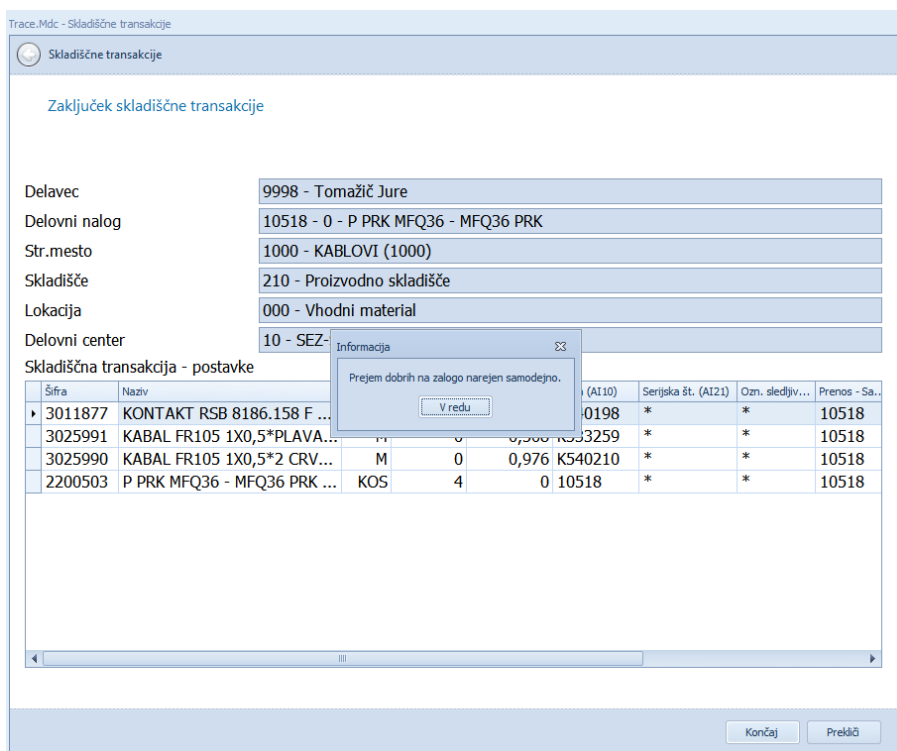 Trace.Mdc - Skladiščne transakcije
Skladiščne transakcije
Zaključek skladiščne transakcije
Delavec 9998 - Tomažič Jure
Delovni nalog 10518 - 0 - P PRK MFQ36 - MFQ36 PRK
Str.mesto 1000 - KABLOVI (1000)
Skladišče 210 - Proizvodno skladišče
Lokacija 000 - Vhodni material
Delovni center 10 - SEZ-
Informacija
Prejem dobrih na zalogo narejen samodejno.
V redu
Skladiščna transakcija - postavke
Šifra Naziv (AI10) Serijska št. (AI21) Ozn. sledljiv... Prenos - Sa...
3011877 KONTAKT RSB 8186.158 F ... 40198 * * 10518
3025991 KABAL FR105 1X0,5*PLAVA... M 0 K533259 * * 10518
3025990 KABAL FR105 1X0,5*2 CRV... M 0 0,976 K540210 * * 10518
2200503 P PRK MFQ36 - MFQ36 PRK ... KOS 4 0 10518 * * 10518
Končaj Prekliči